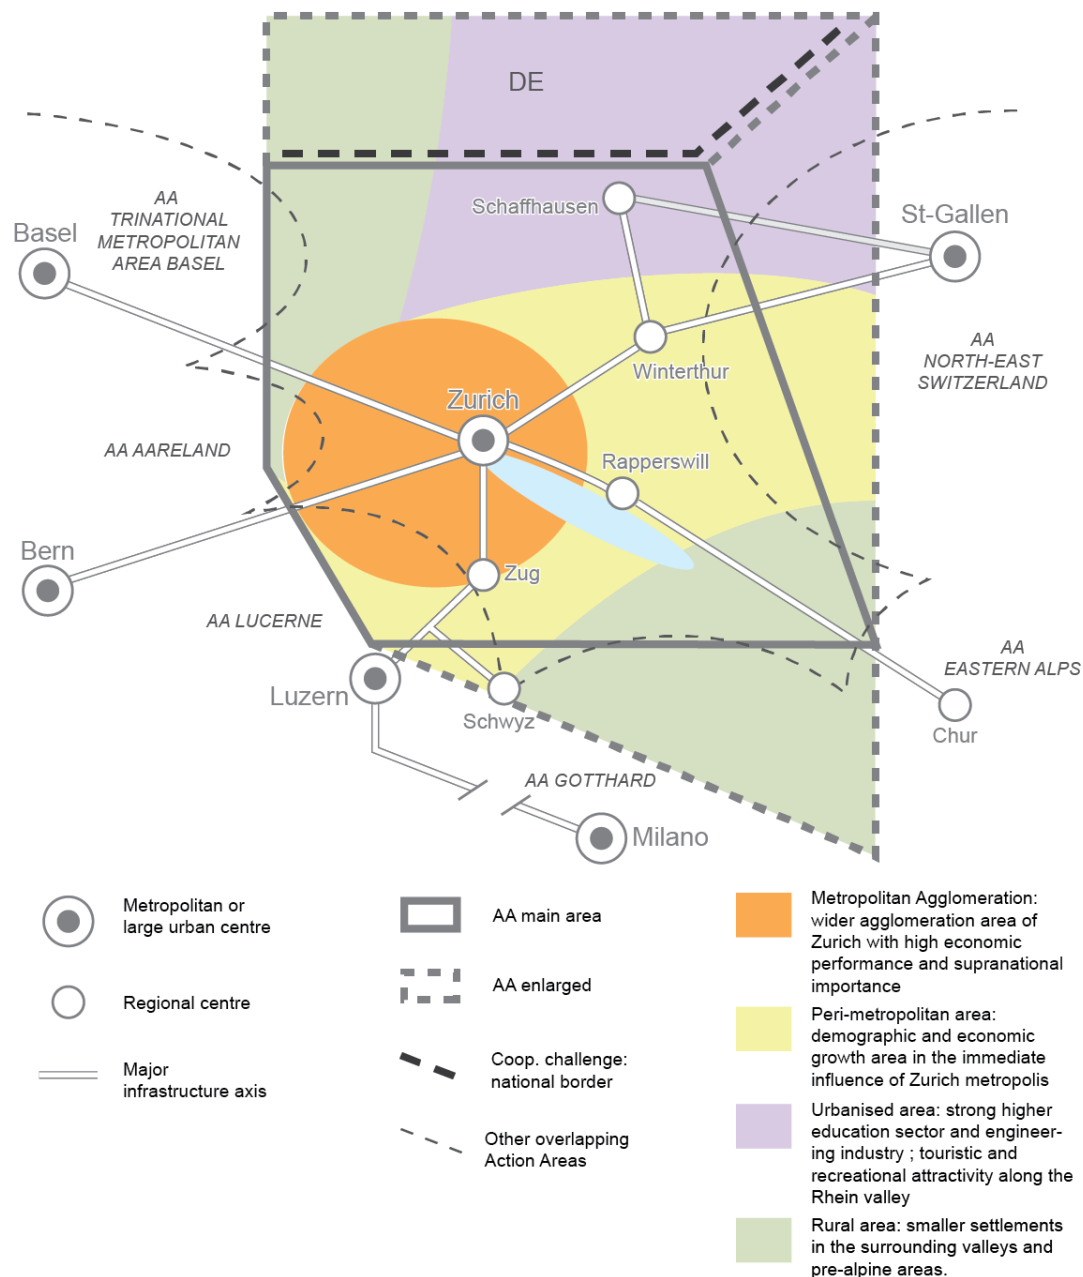 DE
AA
TRINATIONAL
METROPOLITAN
AREA BASEL
Basel
Schaffhausen
St-Gallen
AA
NORTH-EAST
SWITZERLAND
Winterthur
Zurich
AA AARELAND
Rapperswill
Bern
Zug
AA LUCERNE
AA
EASTERN ALPS
Luzern
Schwyz
Chur
AA GOTTHARD
Milano
Metropolitan or
large urban centre
Regional centre
Major
infrastructure axis
AA main area
AA enlarged
Coop. challenge:
national border
Other overlapping
Action Areas
Metropolitan Agglomeration:
wider agglomeration area of
Zurich with high economic
performance and supranational
importance
Peri-metropolitan area:
demographic and economic
growth area in the immediate
influence of Zurich metropolis
Urbanised area: strong higher
education sector and engineer-
ing industry ; touristic and
recreational attractivity along the
Rhein valley
Rural area: smaller settlements
in the surrounding valleys and
pre-alpine areas.